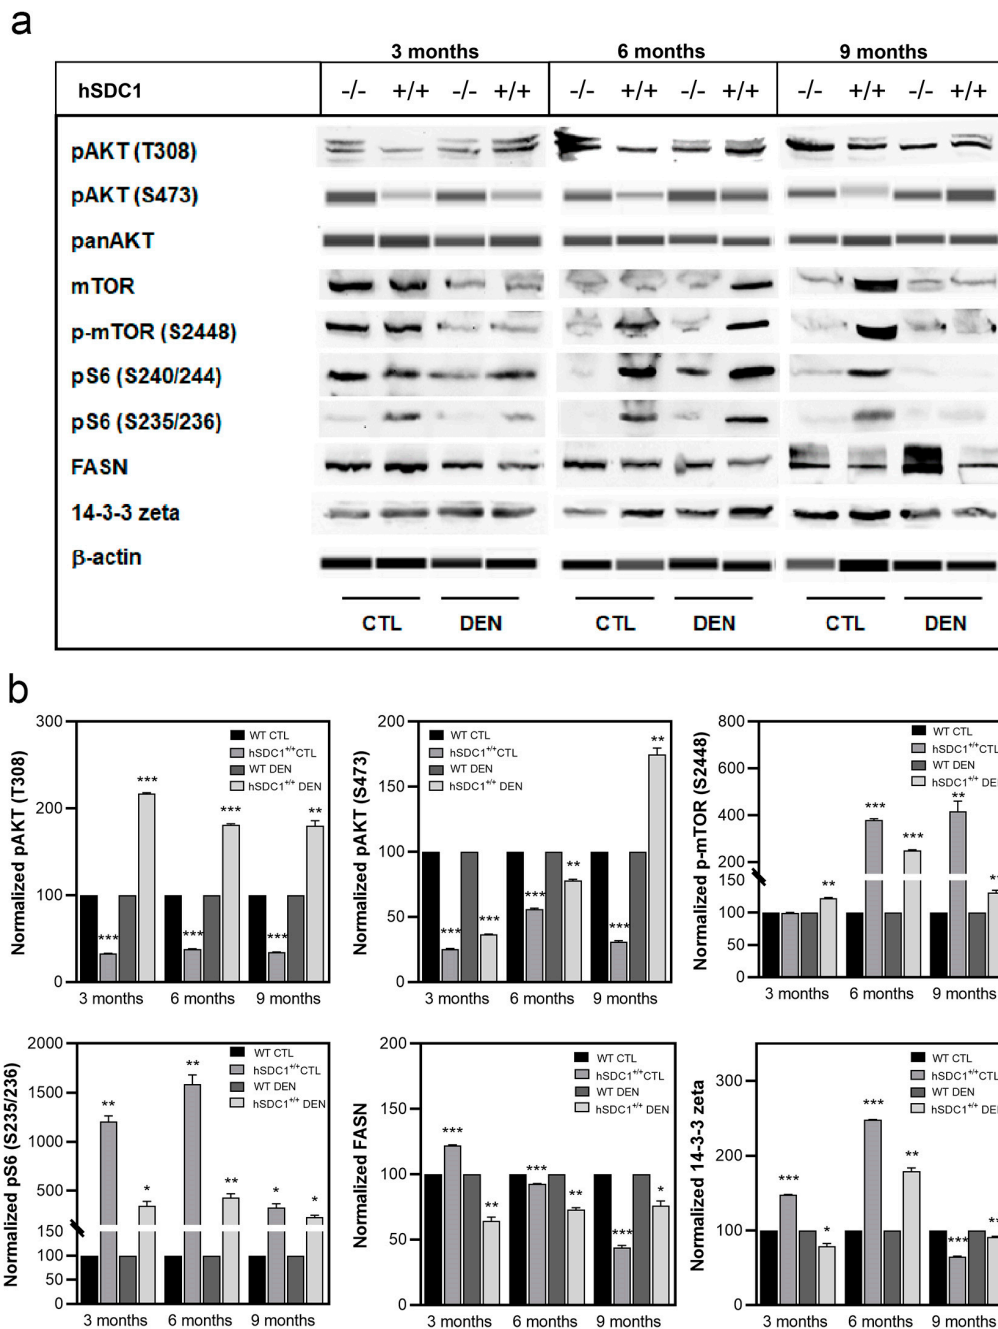 a
3 months 6 months 9 months
hSDC1 -/- +/+ -/- +/+ -/- +/+ -/- +/+ -/- +/+ -/- +/+
pAKT (T308)
pAKT (S473)
panAKT
mTOR
p-mTOR (S2448)
pS6 (S240/244)
pS6 (S235/236)
FASN
14-3-3 zeta
β-actin
CTL DEN CTL DEN CTL DEN
b
Normalized pAKT (T308)
300
200
100
0
WT CTL
hSDC1+/+CTL
WT DEN
hSDC1+/+ DEN
*** *** ***
*** *** **
3 months 6 months 9 months
Normalized pAKT (S473)
200
150
100
50
0
WT CTL
hSDC1+/+CTL
WT DEN
hSDC1+/+ DEN
*** *** *** ** *** **
3 months 6 months 9 months
Normalized p-mTOR (S2448)
800
600
400
200
150
100
50
0
WT CTL
hSDC1+/+CTL
WT DEN
hSDC1+/+ DEN
** *** *** ** **
3 months 6 months 9 months
Normalized pS6 (S235/236)
2000
1500
1000
500
150
100
50
0
WT CTL
hSDC1+/+CTL
WT DEN
hSDC1+/+ DEN
** * ** ** * *
3 months 6 months 9 months
Normalized FASN
200
150
100
50
0
WT CTL
hSDC1+/+CTL
WT DEN
hSDC1+/+ DEN
*** ** *** ** *** *
3 months 6 months 9 months
Normalized 14-3-3 zeta
300
200
100
0
WT CTL
hSDC1+/+CTL
WT DEN
hSDC1+/+ DEN
*** * *** ** *** **
3 months 6 months 9 months